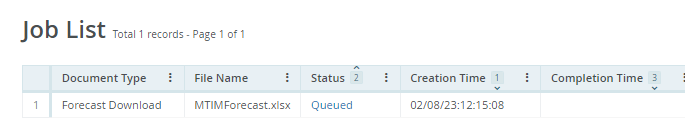 Job List Total 1 records - Page 1 of 1
Document Type File Name Status 2 Creation Time 1 Completion Time 3
1 Forecast Download MTIMForecast.xlsx Queued 02/08/23:12:15:08